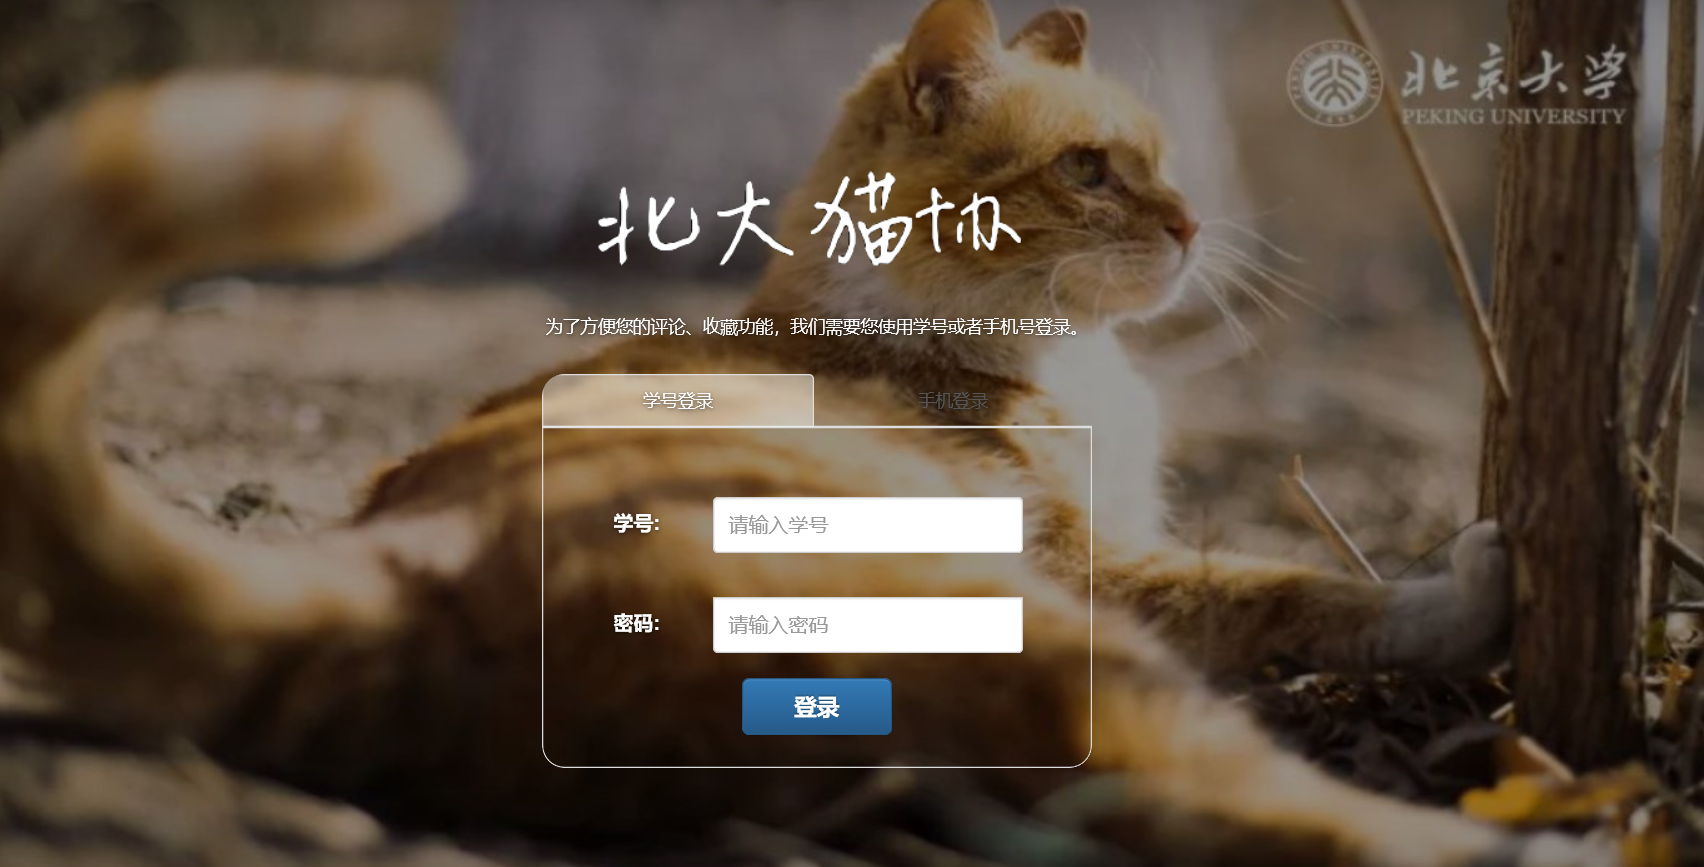 北京大学
PEKING UNIVERSITY
北大猫协
为了方便您的评论、收藏功能，我们需要您使用学号或者手机号登录。
学号登录
手机登录
学号:
请输入学号
密码:
请输入密码
登录